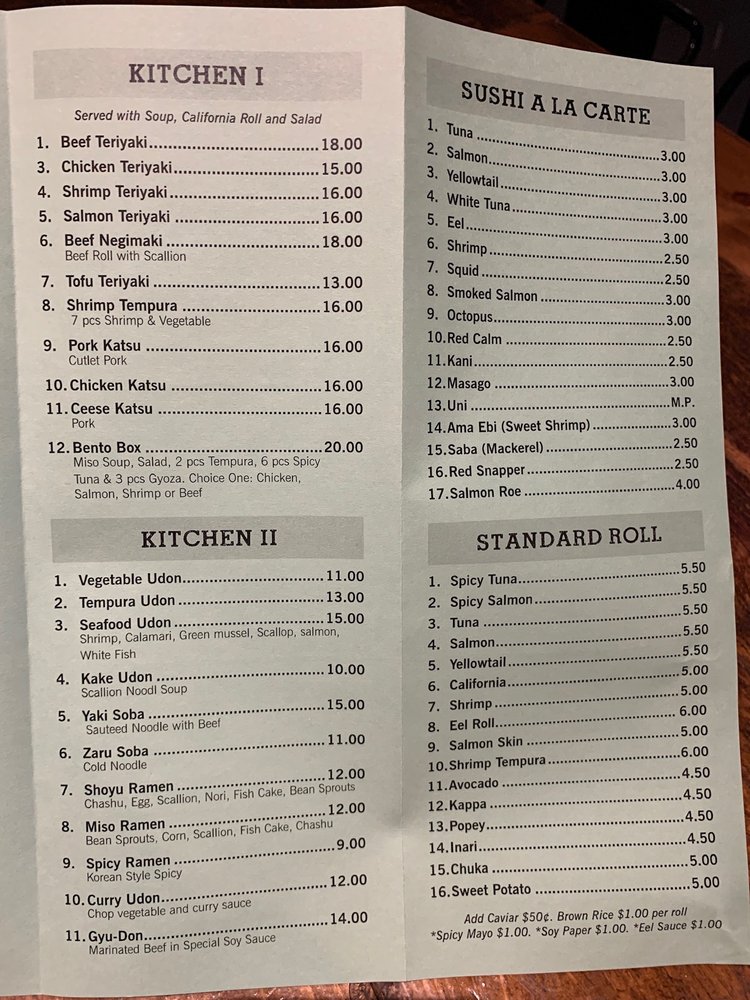 KITCHEN I
Served with Soup, California Roll and Salad
1. Beef Teriyaki 18.00
3. Chicken Teriyaki 15.00
4. Shrimp Teriyaki 16.00
5. Salmon Teriyaki 16.00
6. Beef Negimaki 18.00
Beef Roll with Scallion
7. Tofu Teriyaki 13.00
8. Shrimp Tempura 16.00
7 pcs Shrimp & Vegetable
9. Pork Katsu 16.00
Cutlet Pork
10. Chicken Katsu 16.00
11. Ceese Katsu 16.00
Pork
12. Bento Box 20.00
Miso Soup, Salad, 2 pcs Tempura, 6 pcs Spicy
Tuna & 3 pcs Gyoza. Choice One: Chicken,
Salmon, Shrimp or Beef
KITCHEN II
1. Vegetable Udon 11.00
2. Tempura Udon 13.00
3. Seafood Udon 15.00
Shrimp, Calamari, Green mussel, Scallop, salmon,
White Fish
4. Kake Udon 10.00
Scallion Noodl Soup
5. Yaki Soba 15.00
Sauteed Noodle with Beef
6. Zaru Soba 11.00
Cold Noodle
7. Shoyu Ramen 12.00
Chashu, Egg, Scallion, Nori, Fish Cake, Bean Sprouts
8. Miso Ramen 12.00
Bean Sprouts, Corn, Scallion, Fish Cake, Chashu
9. Spicy Ramen 9.00
Korean Style Spicy
10. Curry Udon 12.00
Chop vegetable and curry sauce
11. Gyu-Don 14.00
Marinated Beef in Special Soy Sauce
SUSHI A LA CARTE
1. Tuna 3.00
2. Salmon 3.00
3. Yellowtail 3.00
4. White Tuna 3.00
5. Eel 3.00
6. Shrimp 2.50
7. Squid 2.50
8. Smoked Salmon 3.00
9. Octopus 3.00
10. Red Calm 2.50
11. Kani 2.50
12. Masago 3.00
13. Uni M.P.
14. Ama Ebi (Sweet Shrimp) 3.00
15. Saba (Mackerel) 2.50
16. Red Snapper 2.50
17. Salmon Roe 4.00
STANDARD ROLL
1. Spicy Tuna 5.50
2. Spicy Salmon 5.50
3. Tuna 5.50
4. Salmon 5.50
5. Yellowtail 5.50
6. California 5.00
7. Shrimp 5.00
8. Eel Roll 6.00
9. Salmon Skin 5.00
10. Shrimp Tempura 6.00
11. Avocado 4.50
12. Kappa 4.50
13. Popey 4.50
14. Inari 4.50
15. Chuka 5.00
16. Sweet Potato 5.00
Add Caviar $50¢. Brown Rice $1.00 per roll
*Spicy Mayo $1.00. *Soy Paper $1.00. *Eel Sauce $1.00